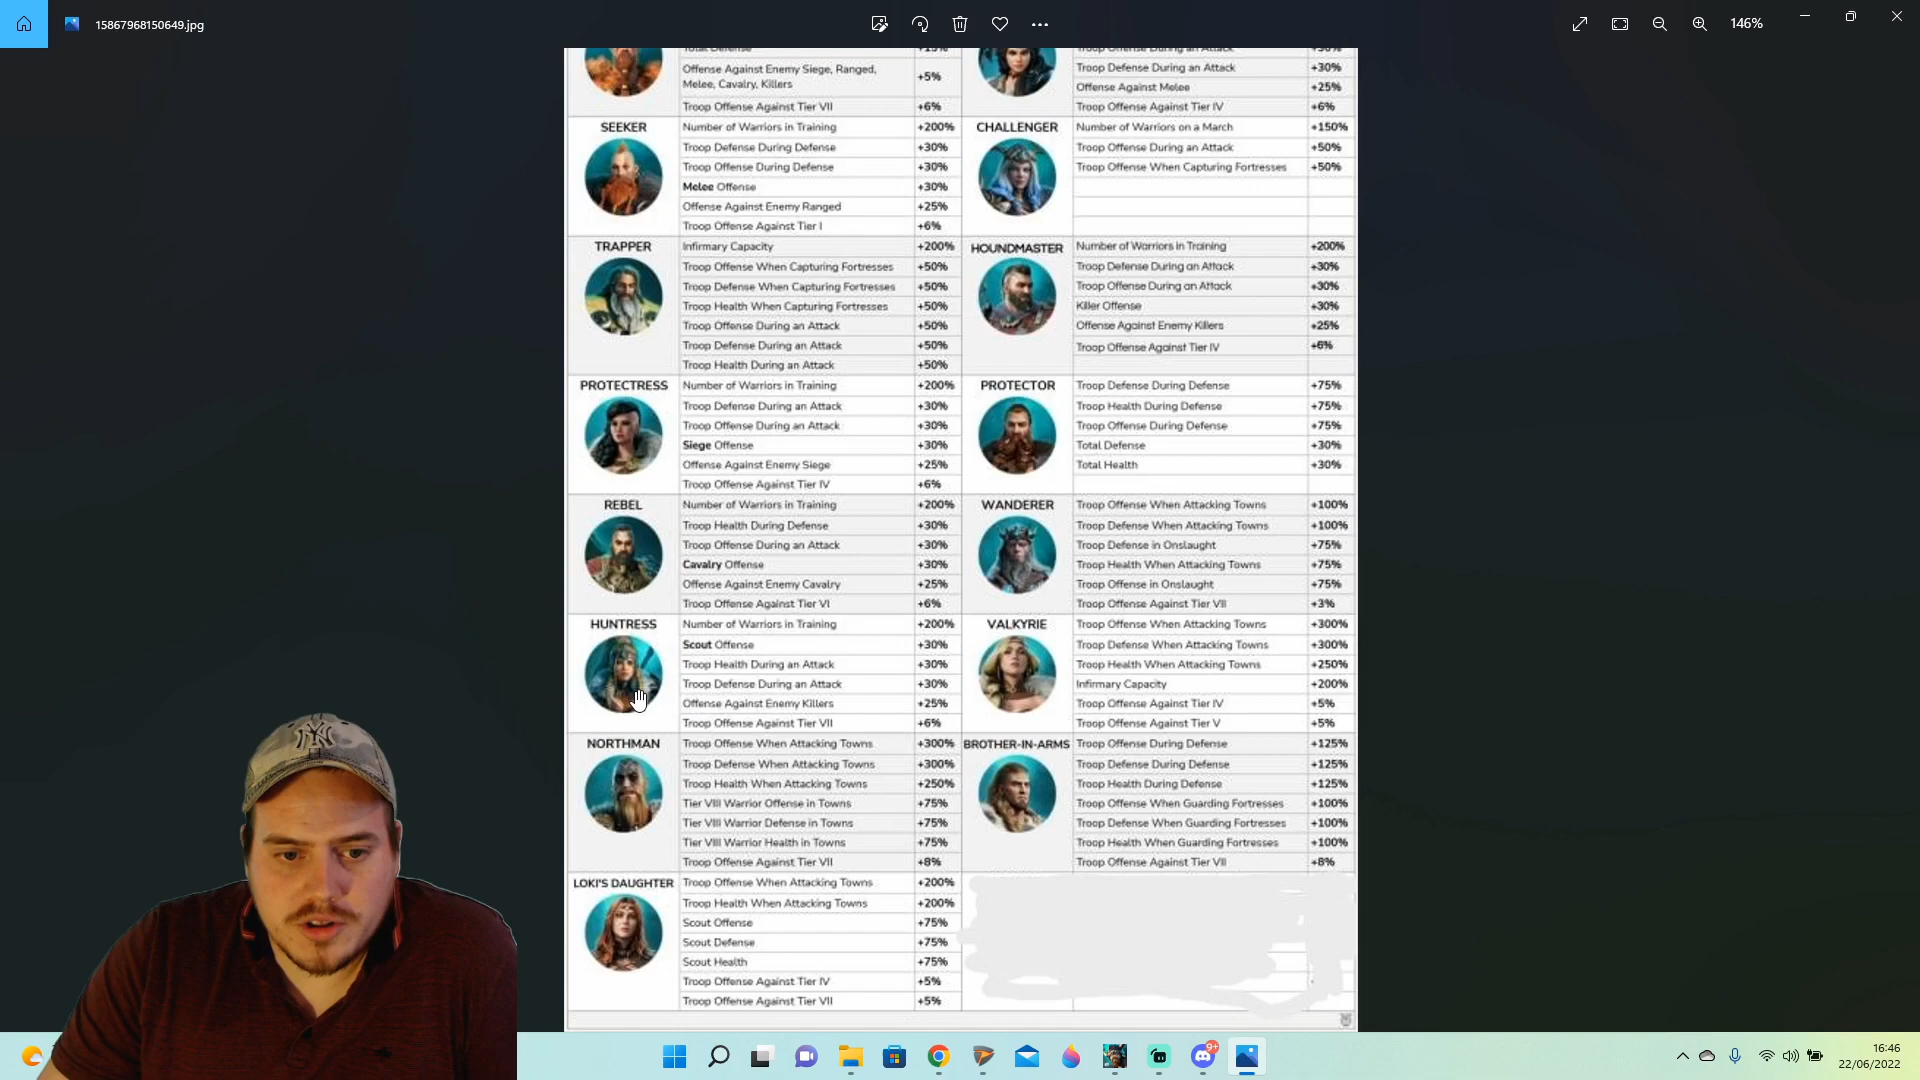 15867968150649.jpg
146%
Total Defense +15%
Offense Against Enemy Siege, Ranged,
Melee, Cavalry, Killers +5%
Troop Offense Against Tier VII +6%
Troop Offense During an Attack +30%
Troop Defense During an Attack +30%
Offense Against Melee +25%
Troop Offense Against Tier IV +6%
SEEKER
Number of Warriors in Training +200%
Troop Defense During Defense +30%
Troop Offense During Defense +30%
Melee Offense +30%
Offense Against Enemy Ranged +25%
Troop Offense Against Tier I +6%
CHALLENGER
Number of Warriors on a March +150%
Troop Offense During an Attack +50%
Troop Offense When Capturing Fortresses +50%
TRAPPER
Infirmary Capacity +200%
Troop Offense When Capturing Fortresses +50%
Troop Defense When Capturing Fortresses +50%
Troop Health When Capturing Fortresses +50%
Troop Offense During an Attack +50%
Troop Defense During an Attack +50%
Troop Health During an Attack +50%
HOUNDMASTER
Number of Warriors in Training +200%
Troop Defense During an Attack +30%
Troop Offense During an Attack +30%
Killer Offense +30%
Offense Against Enemy Killers +25%
Troop Offense Against Tier IV +6%
PROTECTRESS
Number of Warriors in Training +200%
Troop Defense During an Attack +30%
Troop Offense During an Attack +30%
Siege Offense +30%
Offense Against Enemy Siege +25%
Troop Offense Against Tier IV +6%
PROTECTOR
Troop Defense During Defense +75%
Troop Health During Defense +75%
Troop Offense During Defense +75%
Total Defense +30%
Total Health +30%
REBEL
Number of Warriors in Training +200%
Troop Health During Defense +30%
Troop Offense During an Attack +30%
Cavalry Offense +30%
Offense Against Enemy Cavalry +25%
Troop Offense Against Tier VI +6%
WANDERER
Troop Offense When Attacking Towns +100%
Troop Defense When Attacking Towns +100%
Troop Defense in Onslaught +75%
Troop Health When Attacking Towns +75%
Troop Offense in Onslaught +75%
Troop Offense Against Tier VII +3%
HUNTRESS
Number of Warriors in Training +200%
Scout Offense +30%
Troop Health During an Attack +30%
Troop Defense During an Attack +30%
Offense Against Enemy Killers +25%
Troop Offense Against Tier VII +6%
VALKYRIE
Troop Offense When Attacking Towns +300%
Troop Defense When Attacking Towns +300%
Troop Health When Attacking Towns +250%
Infirmary Capacity +200%
Troop Offense Against Tier IV +5%
Troop Offense Against Tier V +5%
NORTHMAN
Troop Offense When Attacking Towns +300%
Troop Defense When Attacking Towns +300%
Troop Health When Attacking Towns +250%
Tier VIII Warrior Offense in Towns +75%
Tier VIII Warrior Defense in Towns +75%
Tier VIII Warrior Health in Towns +75%
Troop Offense Against Tier VII +8%
BROTHER-IN-ARMS
Troop Offense During Defense +125%
Troop Defense During Defense +125%
Troop Health During Defense +125%
Troop Offense When Guarding Fortresses +100%
Troop Defense When Guarding Fortresses +100%
Troop Health When Guarding Fortresses +100%
Troop Offense Against Tier VII +8%
LOKI'S DAUGHTER
Troop Offense When Attacking Towns +200%
Troop Health When Attacking Towns +200%
Scout Offense +75%
Scout Defense +75%
Scout Health +75%
Troop Offense Against Tier IV +5%
Troop Offense Against Tier VII +5%
NY
9+
16:46
22/06/2022